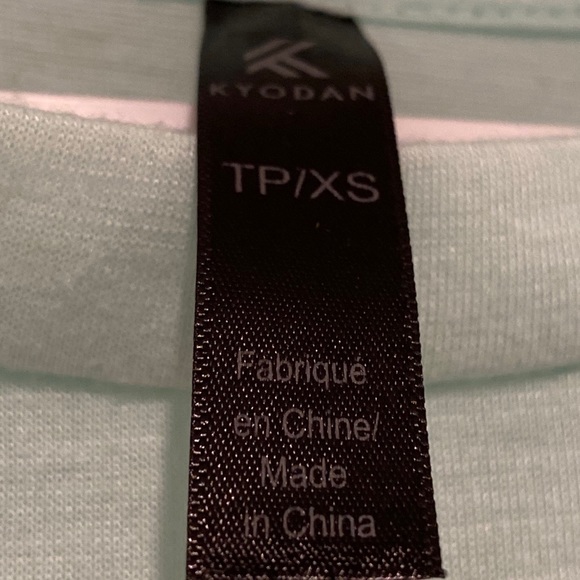 KYODAN
TP/XS
Fabriqué
en Chine/
Made
in China